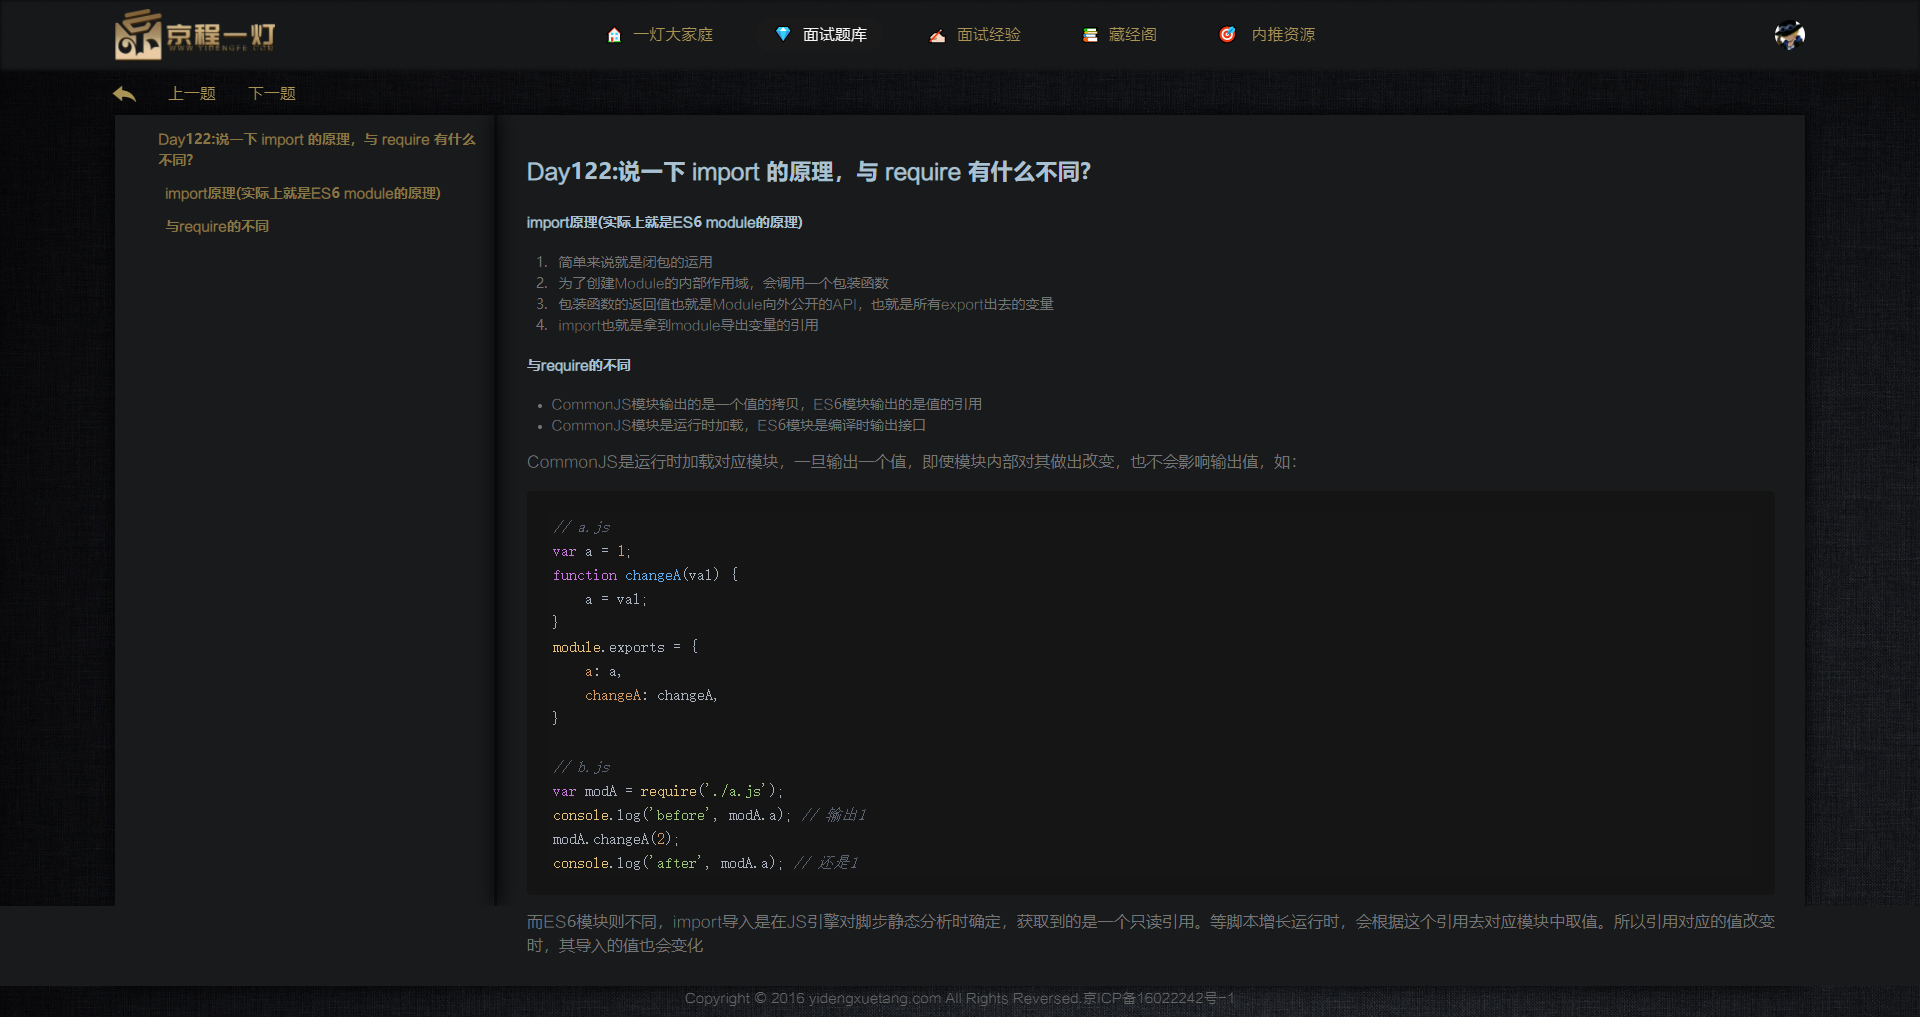 京程一灯
WWW.YIDENGFE.COM
一灯大家庭 面试题库 面试经验 藏经阁 内推资源
上一题 下一题
Day122:说一下 import 的原理，与 require 有什么
不同?
import原理(实际上就是ES6 module的原理)
与require的不同
Day122:说一下 import 的原理，与 require 有什么不同?
import原理(实际上就是ES6 module的原理)
1. 简单来说就是闭包的运用
2. 为了创建Module的内部作用域，会调用一个包装函数
3. 包装函数的返回值也就是Module向外公开的API，也就是所有export出去的变量
4. import也就是拿到module导出变量的引用
与require的不同
• CommonJS模块输出的是一个值的拷贝，ES6模块输出的是值的引用
• CommonJS模块是运行时加载，ES6模块是编译时输出接口
CommonJS是运行时加载对应模块，一旦输出一个值，即使模块内部对其做出改变，也不会影响输出值，如：
// a.js
var a = 1;
function changeA(val) {
    a = val;
}
module.exports = {
    a: a,
    changeA: changeA,
}
// b.js
var modA = require('./a.js');
console.log('before', modA.a); // 输出1
modA.changeA(2);
console.log('after', modA.a); // 还是1
而ES6模块则不同，import导入是在JS引擎对脚步静态分析时确定，获取到的是一个只读引用。等脚本增长运行时，会根据这个引用去对应模块中取值。所以引用对应的值改变
时，其导入的值也会变化
Copyright © 2016 yidengxuetang.com All Rights Reversed.京ICP备16022242号-1